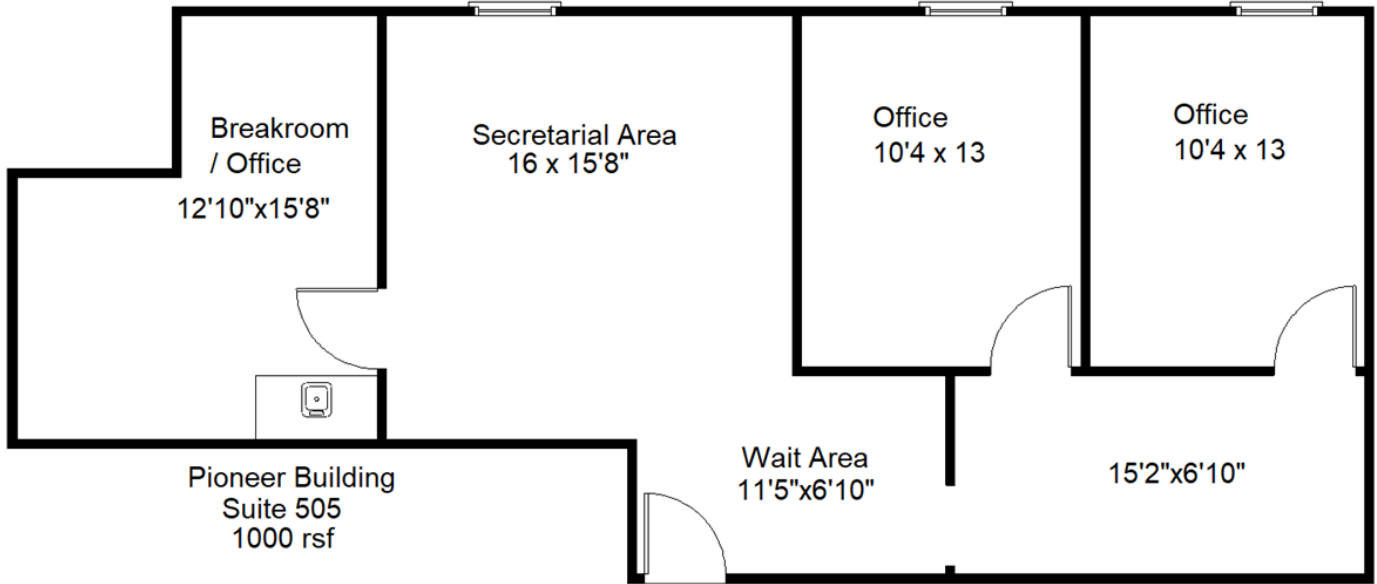 Breakroom
/ Office
12'10"x15'8"
Secretarial Area
16 x 15'8"
Office
10'4 x 13
Office
10'4 x 13
Wait Area
11'5"x6'10"
15'2"x6'10"
Pioneer Building
Suite 505
1000 rsf